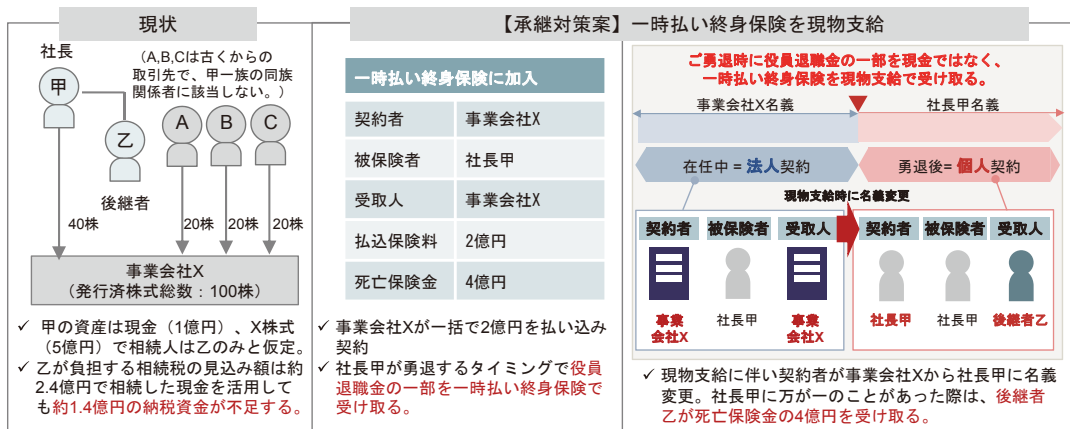 現状
社長
甲
(A,B,Cは古くからの
取引先で、甲一族の同族
関係者に該当しない。)
乙
後継者
A
B
C
40株
20株
20株
20株
事業会社X
(発行済株式総数：100株)
✓ 甲の資産は現金（1億円）、X株式
（5億円）で相続人は乙のみと仮定。
✓ 乙が負担する相続税の見込み額は約
2.4億円で相続した現金を活用して
も約1.4億円の納税資金が不足する。
【承継対策案】一時払い終身保険を現物支給
一時払い終身保険に加入
契約者 事業会社X
被保険者 社長甲
受取人 事業会社X
払込保険料 2億円
死亡保険金 4億円
✓ 事業会社Xが一括で2億円を払い込み
契約
✓ 社長甲が勇退するタイミングで役員
退職金の一部を一時払い終身保険で
受け取る。
ご勇退時に役員退職金の一部を現金ではなく、
一時払い終身保険を現物支給で受け取る。
事業会社X名義
社長甲名義
在任中 = 法人契約
勇退後= 個人契約
現物支給時に名義変更
契約者 被保険者 受取人
契約者 被保険者 受取人
事業
会社X
社長甲
事業
会社X
社長甲
社長甲
後継者乙
✓ 現物支給に伴い契約者が事業会社Xから社長甲に名義
変更。社長甲に万が一のことがあった際は、後継者
乙が死亡保険金の4億円を受け取る。